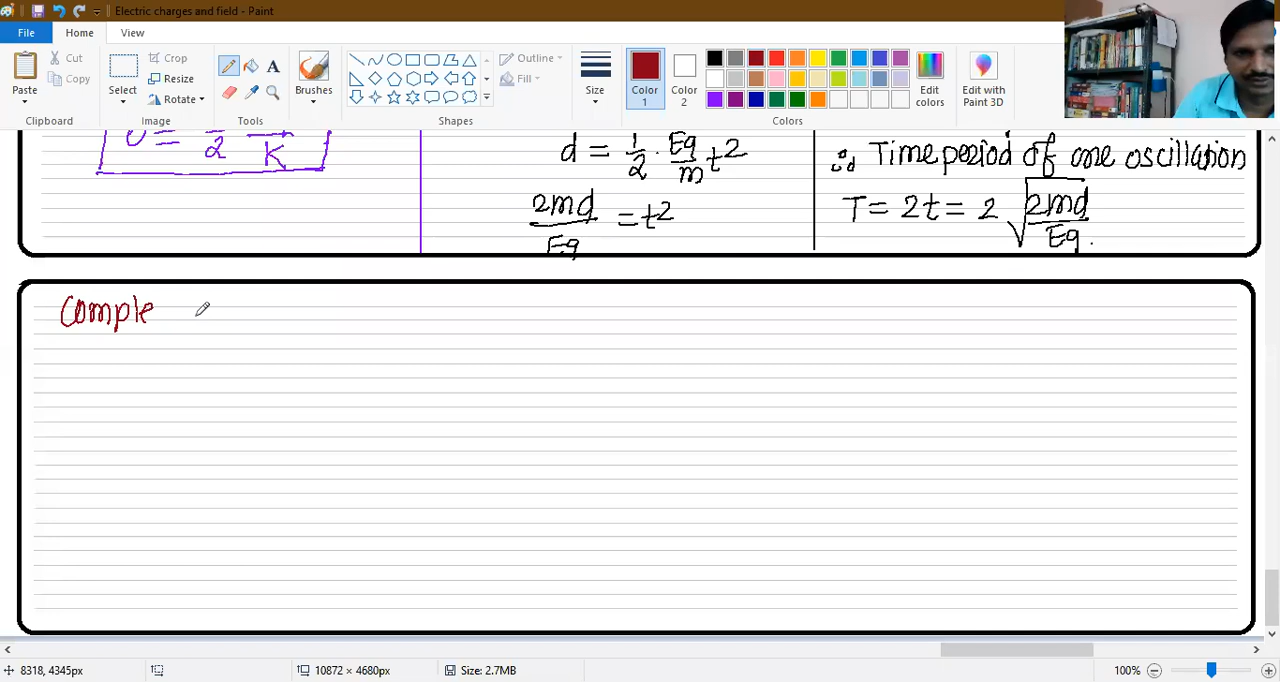 Electric charges and field - Paint
File Home View
Paste Cut Copy Clipboard
Select Crop Resize Rotate Image
Tools
Brushes
Shapes Outline Fill
Size
Color 1 Color 2 Edit colors Edit with Paint 3D Colors
U = 1/2 K
d = 1/2 . Eq/m t²
2md/Eq = t²
∴ Time period of one oscillation
T = 2t = 2 √(2md/Eq) .
Comple
8318, 4345px 10872 × 4680px Size: 2.7MB 100%